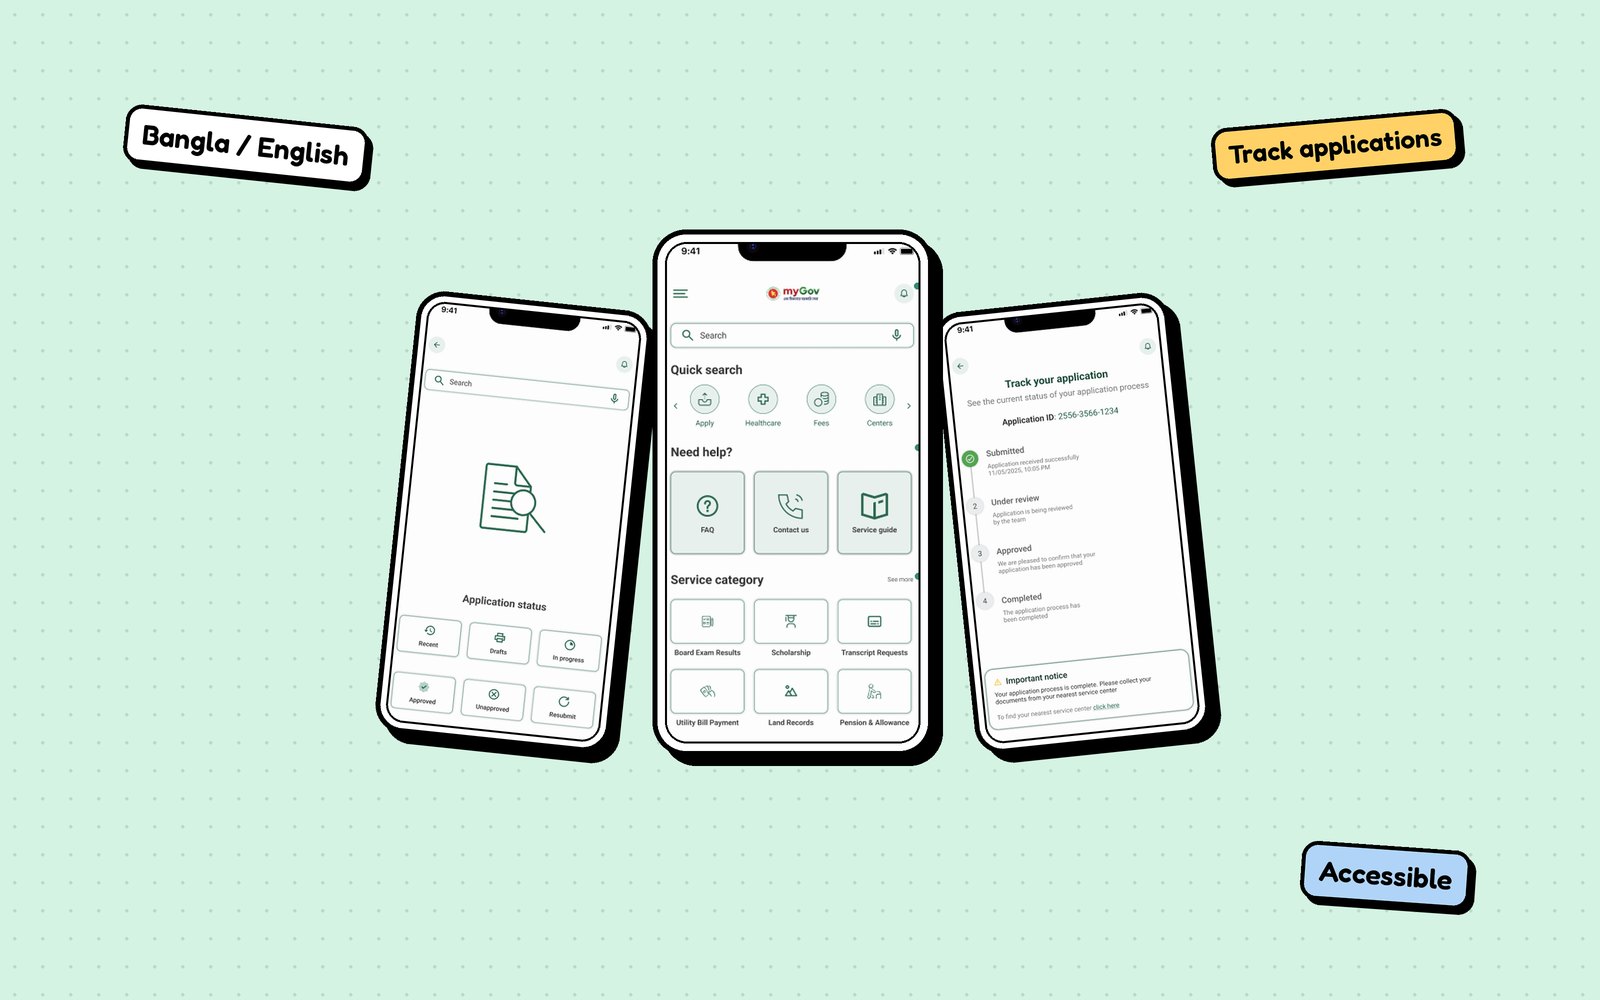 Bangla / English
Track applications
9:41
Search
Application status
Recent
Drafts
In progress
Approved
Unapproved
Resubmit
9:41
myGov
Search
Quick search
Apply
Healthcare
Fees
Centers
Need help?
FAQ
Contact us
Service guide
Service category
See more
Board Exam Results
Scholarship
Transcript Requests
Utility Bill Payment
Land Records
Pension & Allowance
9:41
Track your application
See the current status of your application process
Application ID: 2556-3566-1234
Submitted
Application received successfully
11/05/2025, 10:05 PM
2
Under review
Application is being reviewed
by the team
3
Approved
We are pleased to confirm that your
application has been approved
4
Completed
The application process has
been completed
Important notice
Your application process is complete. Please collect your
documents from your nearest service center
To find your nearest service center click here
Accessible